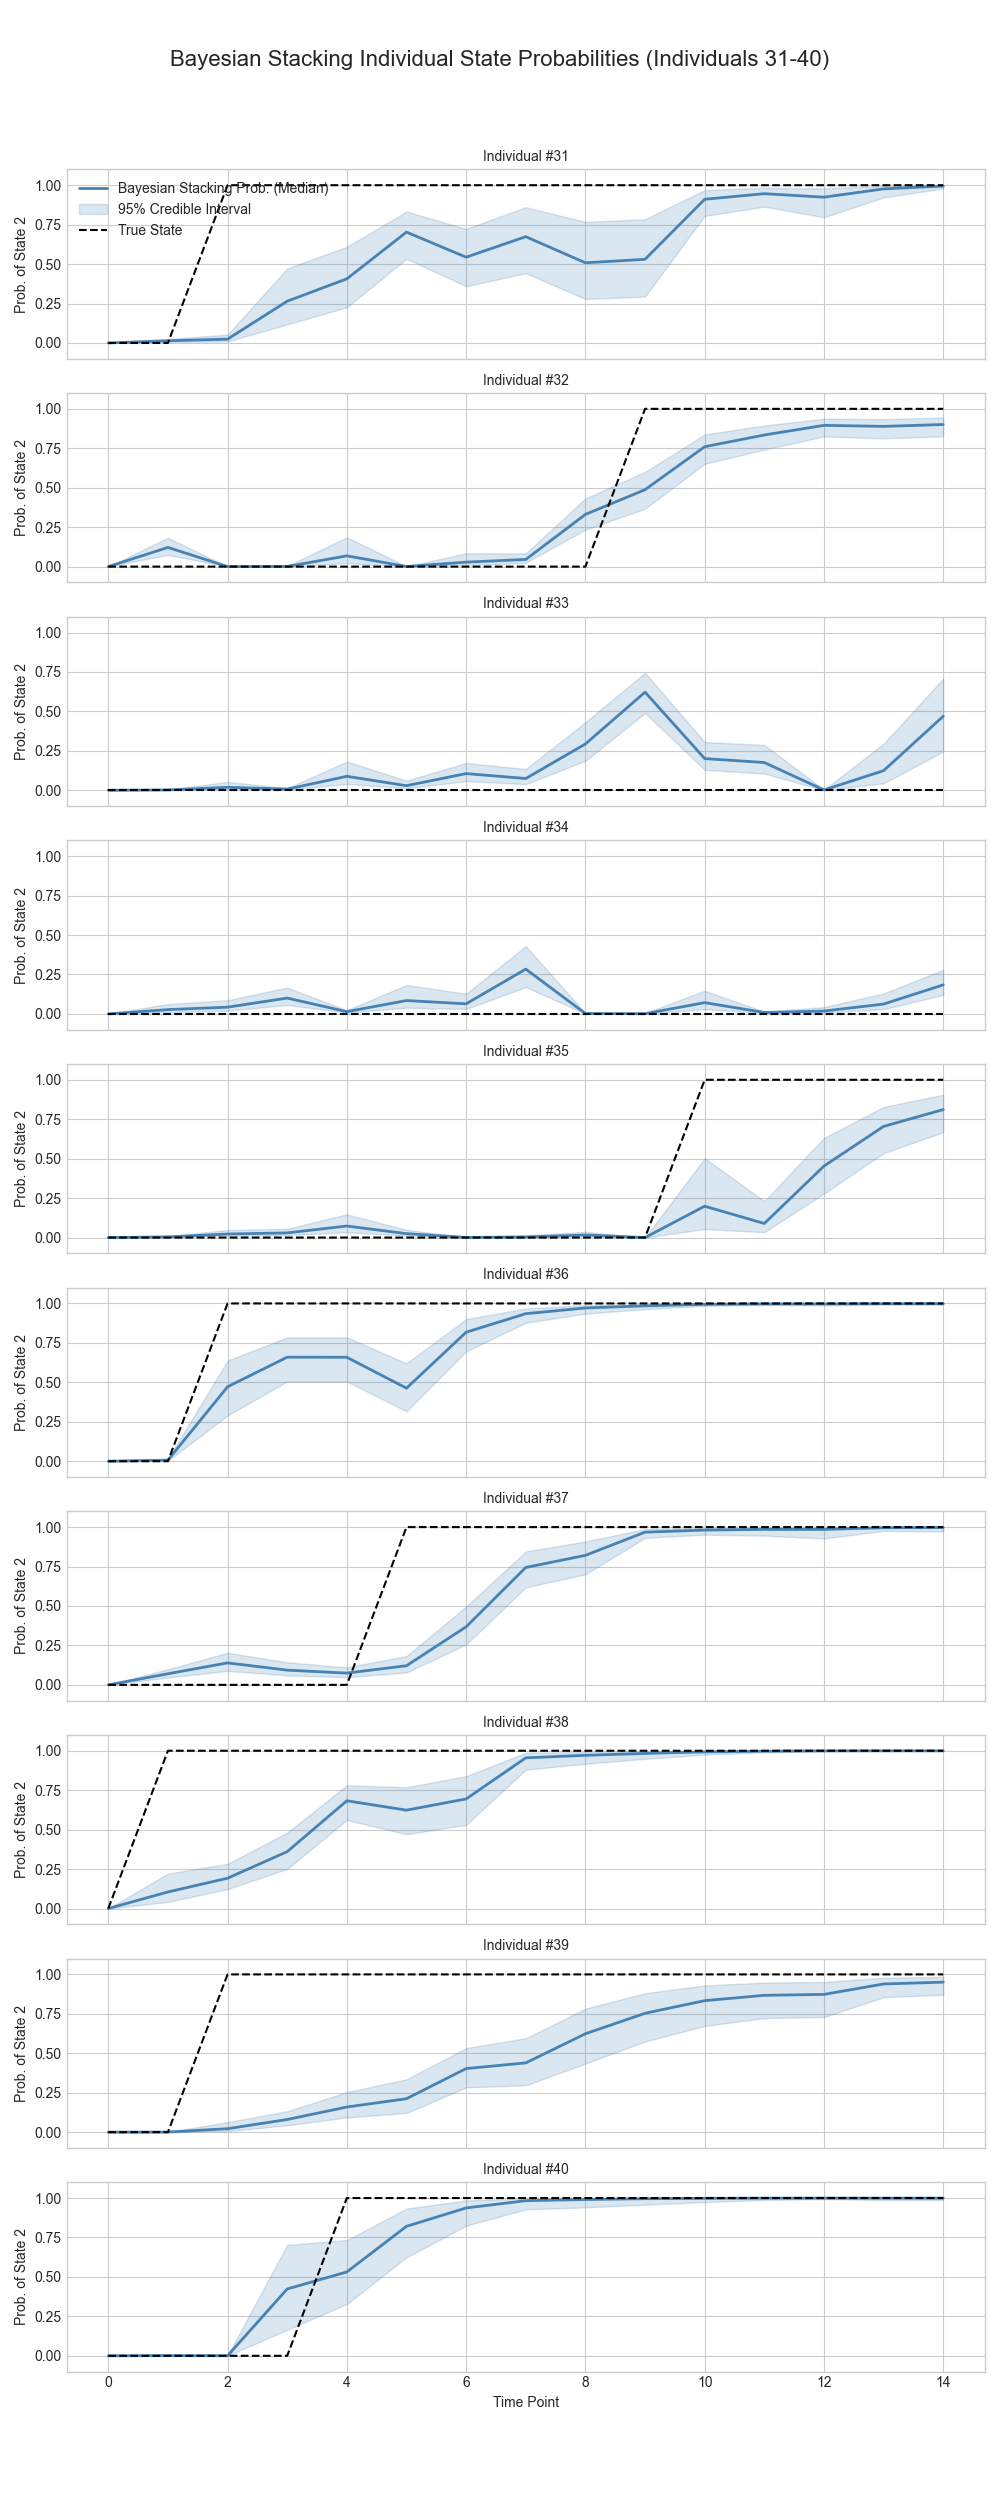 Bayesian Stacking Individual State Probabilities (Individuals 31-40)
Individual #31
Bayesian Stacking Prob. (Median)
95% Credible Interval
True State
Prob. of State 2
1.00
0.75
0.50
0.25
0.00
Individual #32
Prob. of State 2
1.00
0.75
0.50
0.25
0.00
Individual #33
Prob. of State 2
1.00
0.75
0.50
0.25
0.00
Individual #34
Prob. of State 2
1.00
0.75
0.50
0.25
0.00
Individual #35
Prob. of State 2
1.00
0.75
0.50
0.25
0.00
Individual #36
Prob. of State 2
1.00
0.75
0.50
0.25
0.00
Individual #37
Prob. of State 2
1.00
0.75
0.50
0.25
0.00
Individual #38
Prob. of State 2
1.00
0.75
0.50
0.25
0.00
Individual #39
Prob. of State 2
1.00
0.75
0.50
0.25
0.00
Individual #40
Prob. of State 2
1.00
0.75
0.50
0.25
0.00
0 2 4 6 8 10 12 14
Time Point